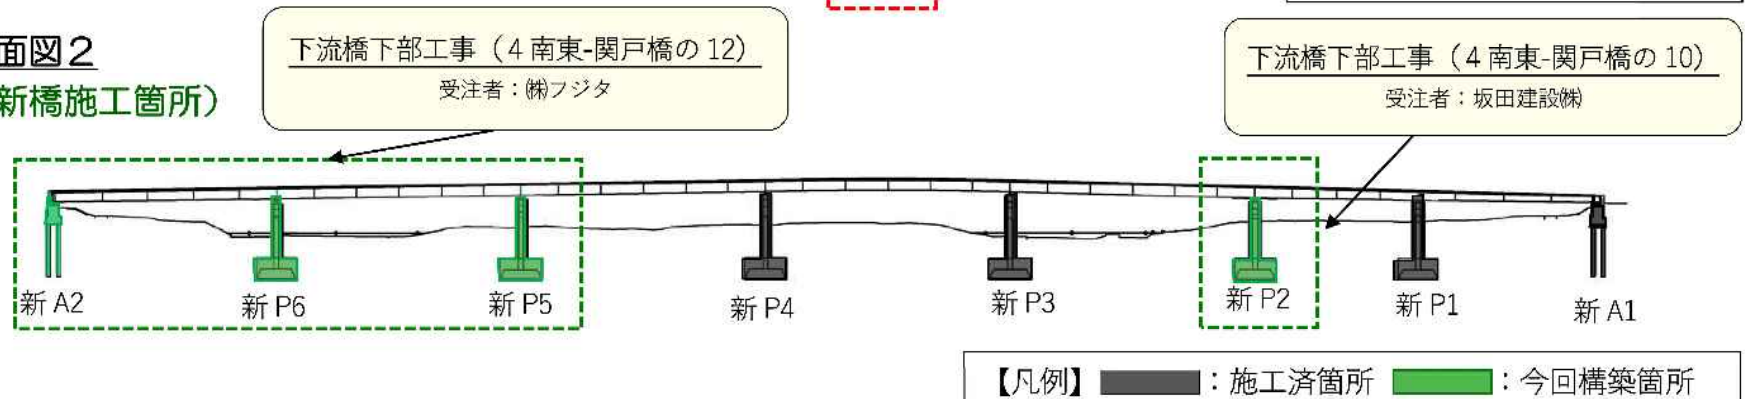 面図2
新橋施工箇所）
下流橋下部工事（4南東-関戸橋の12）
受注者：㈱フジタ
下流橋下部工事（4南東-関戸橋の10）
受注者：坂田建設㈱
新A2
新P6
新P5
新P4
新P3
新P2
新P1
新A1
【凡例】：施工済箇所：今回構築箇所